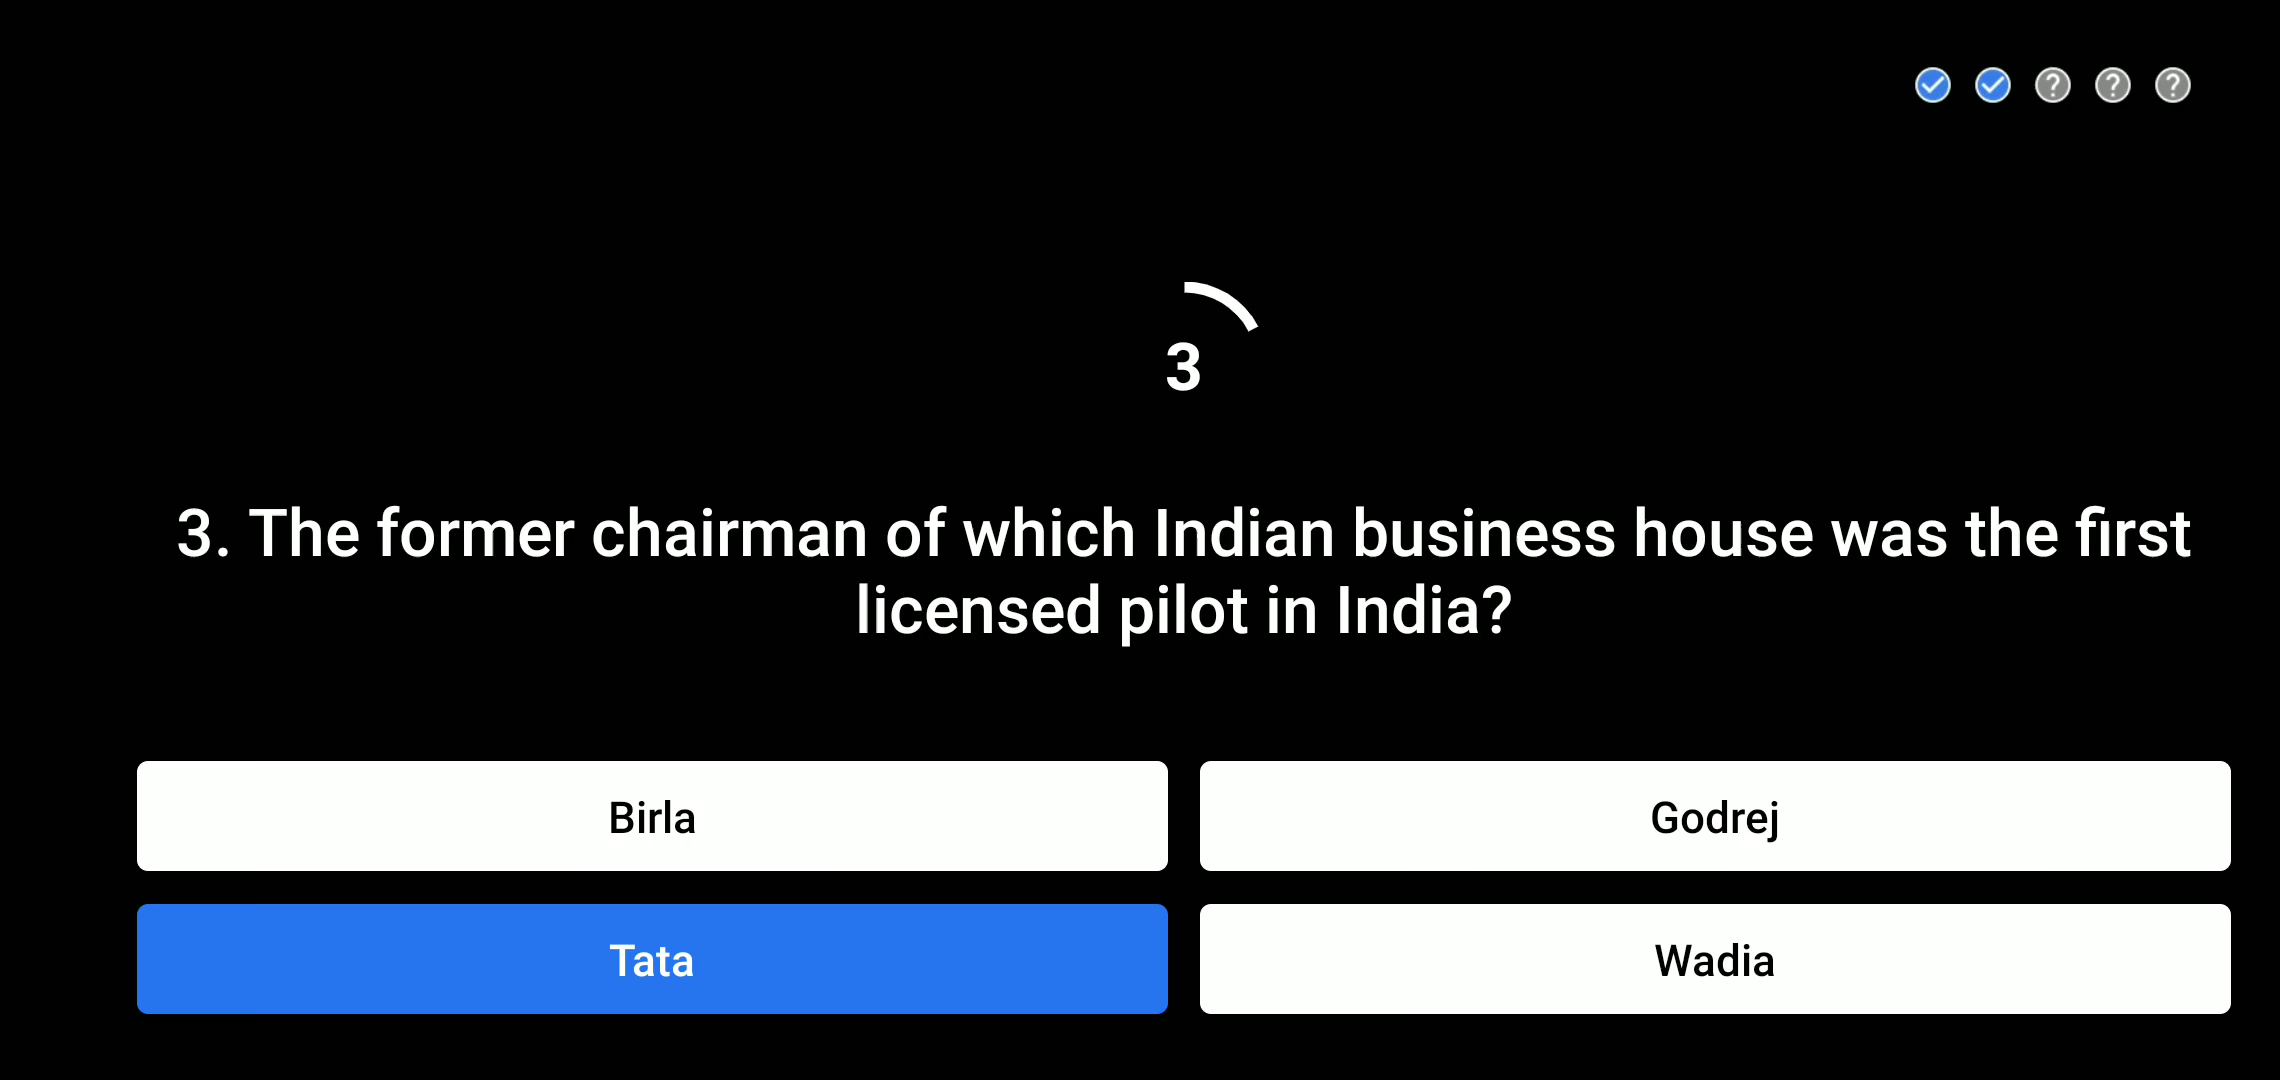 3
3. The former chairman of which Indian business house was the first
licensed pilot in India?
Birla
Godrej
Tata
Wadia